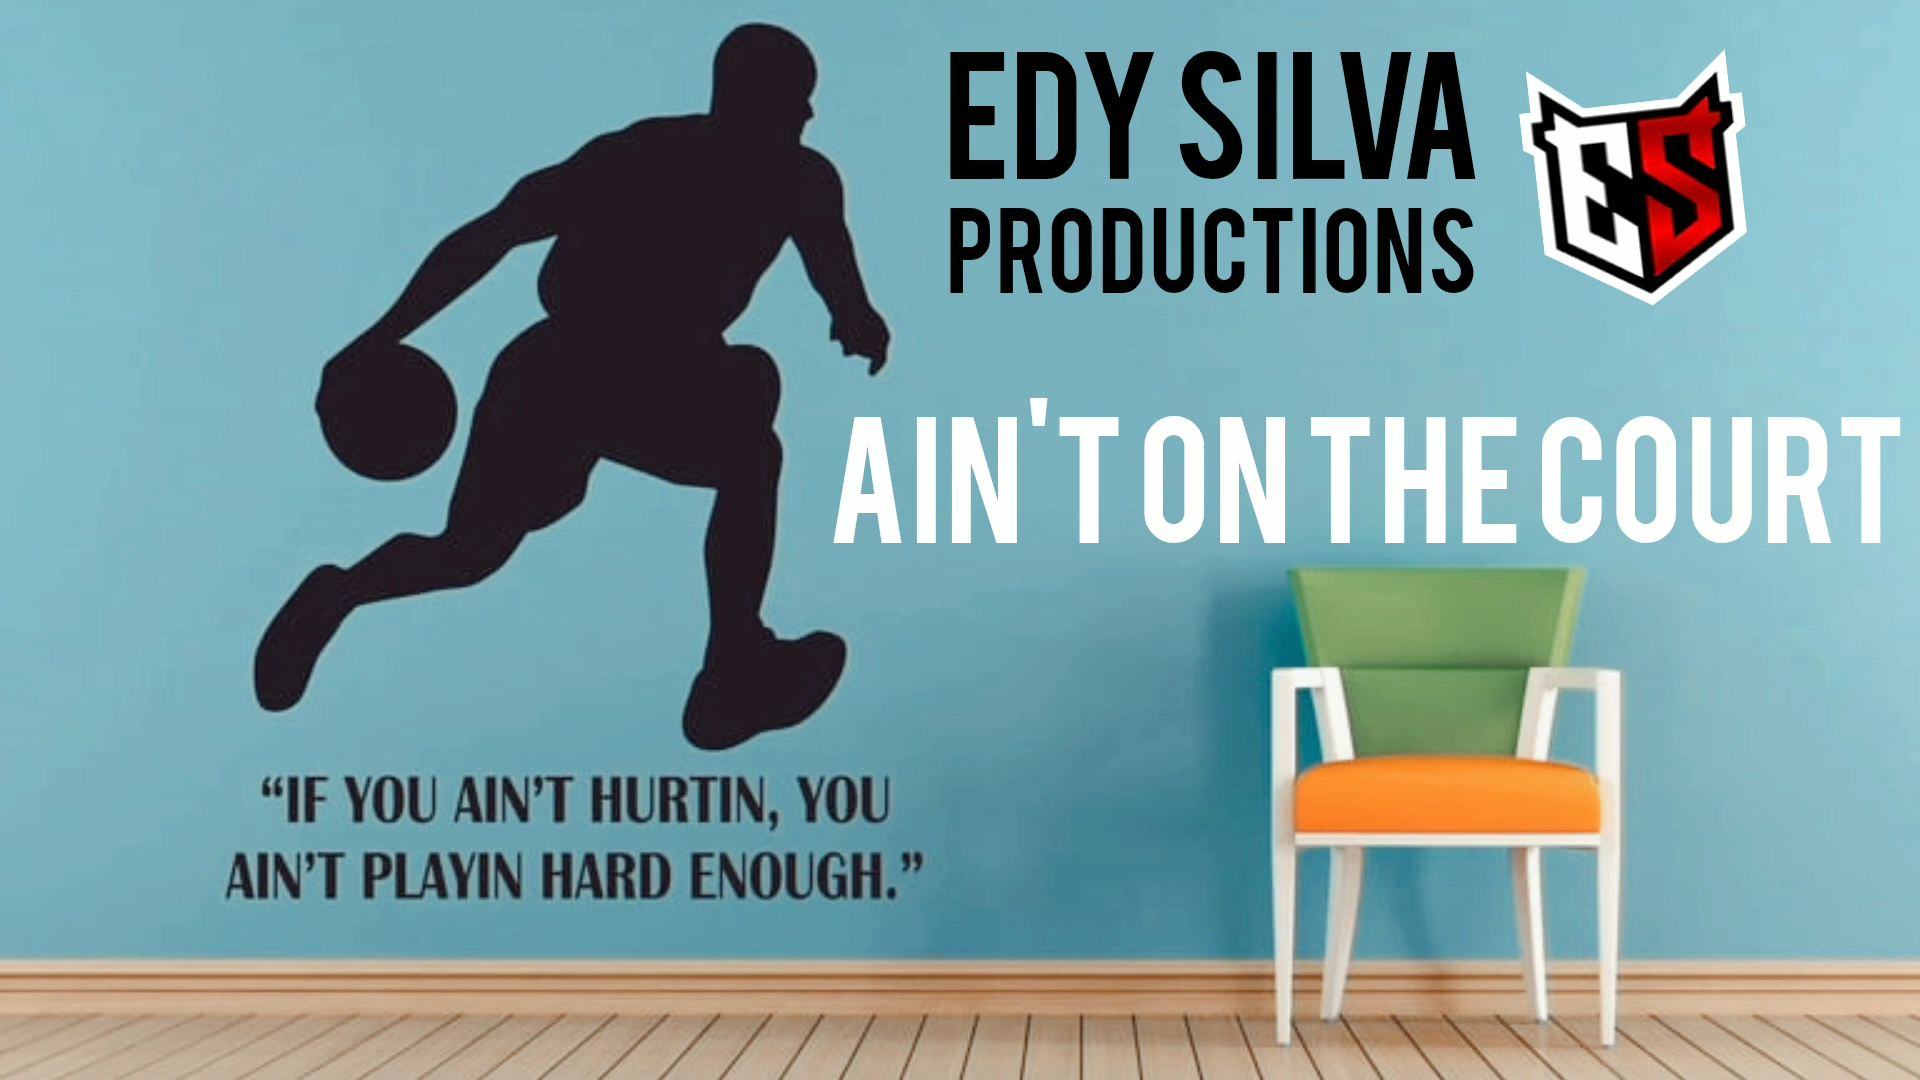 EDY SILVA
PRODUCTIONS
ES
AIN'T ON THE COURT
“IF YOU AIN’T HURTIN, YOU
AIN’T PLAYIN HARD ENOUGH.”